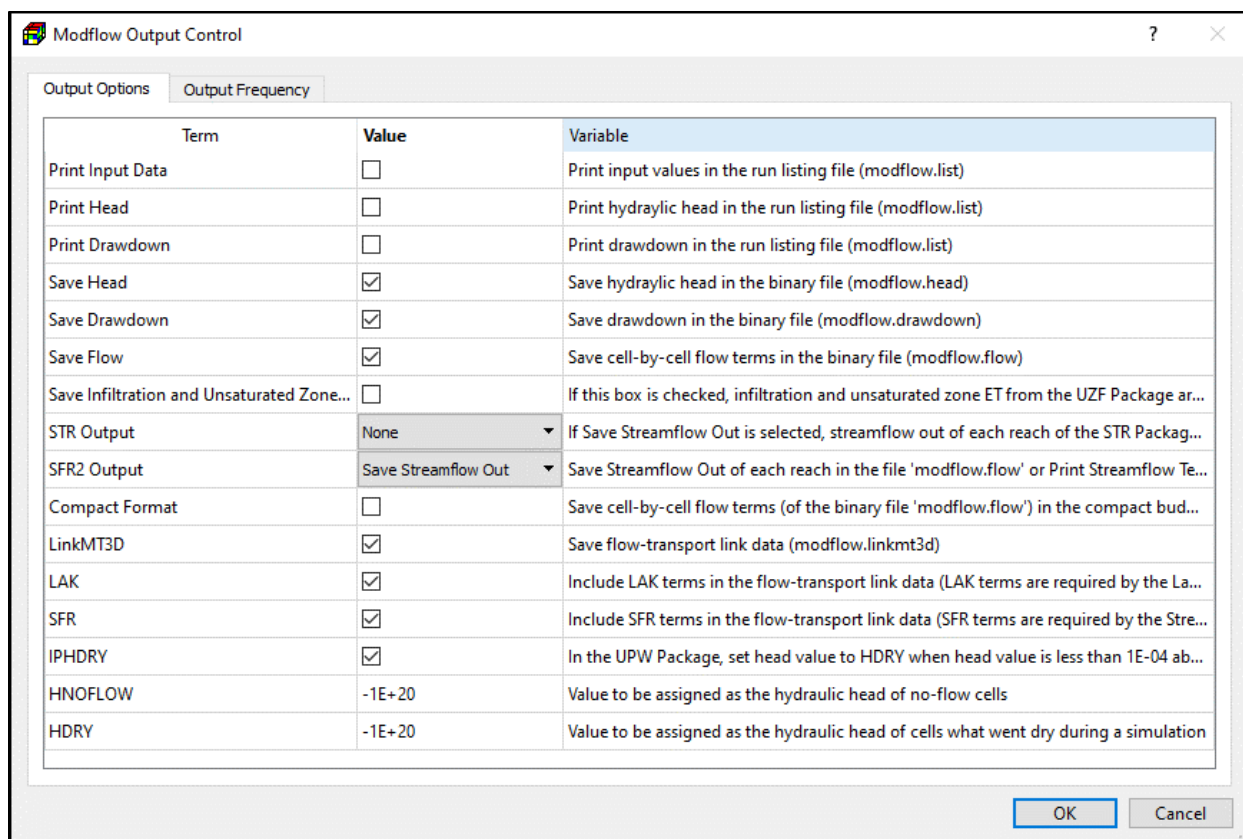 Modflow Output Control
?
Output Options Output Frequency
Term Value Variable
Print Input Data Print input values in the run listing file (modflow.list)
Print Head Print hydraylic head in the run listing file (modflow.list)
Print Drawdown Print drawdown in the run listing file (modflow.list)
Save Head Save hydraylic head in the binary file (modflow.head)
Save Drawdown Save drawdown in the binary file (modflow.drawdown)
Save Flow Save cell-by-cell flow terms in the binary file (modflow.flow)
Save Infiltration and Unsaturated Zone... If this box is checked, infiltration and unsaturated zone ET from the UZF Package ar...
STR Output None If Save Streamflow Out is selected, streamflow out of each reach of the STR Packag...
SFR2 Output Save Streamflow Out Save Streamflow Out of each reach in the file 'modflow.flow' or Print Streamflow Te...
Compact Format Save cell-by-cell flow terms (of the binary file 'modflow.flow') in the compact bud...
LinkMT3D Save flow-transport link data (modflow.linkmt3d)
LAK Include LAK terms in the flow-transport link data (LAK terms are required by the La...
SFR Include SFR terms in the flow-transport link data (SFR terms are required by the Stre...
IPHDRY In the UPW Package, set head value to HDRY when head value is less than 1E-04 ab...
HNOFLOW -1E+20 Value to be assigned as the hydraulic head of no-flow cells
HDRY -1E+20 Value to be assigned as the hydraulic head of cells what went dry during a simulation
OK Cancel